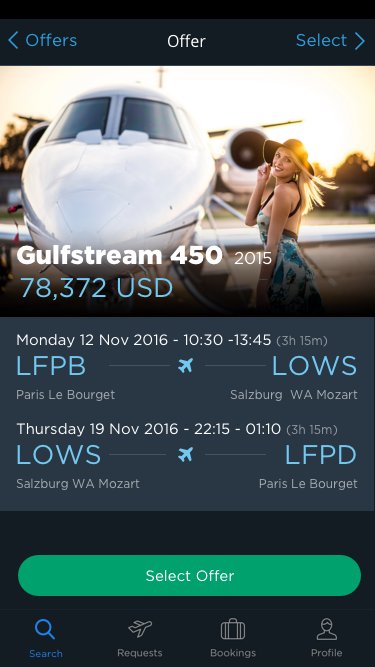 Offers
Offer
Select
Gulfstream 450 2015
78,372 USD
Monday 12 Nov 2016 - 10:30 -13:45 (3h 15m)
LFPB
LOWS
Paris Le Bourget
Salzburg WA Mozart
Thursday 19 Nov 2016 - 22:15 - 01:10 (3h 15m)
LOWS
LFPD
Salzburg WA Mozart
Paris Le Bourget
Select Offer
Search
Requests
Bookings
Profile